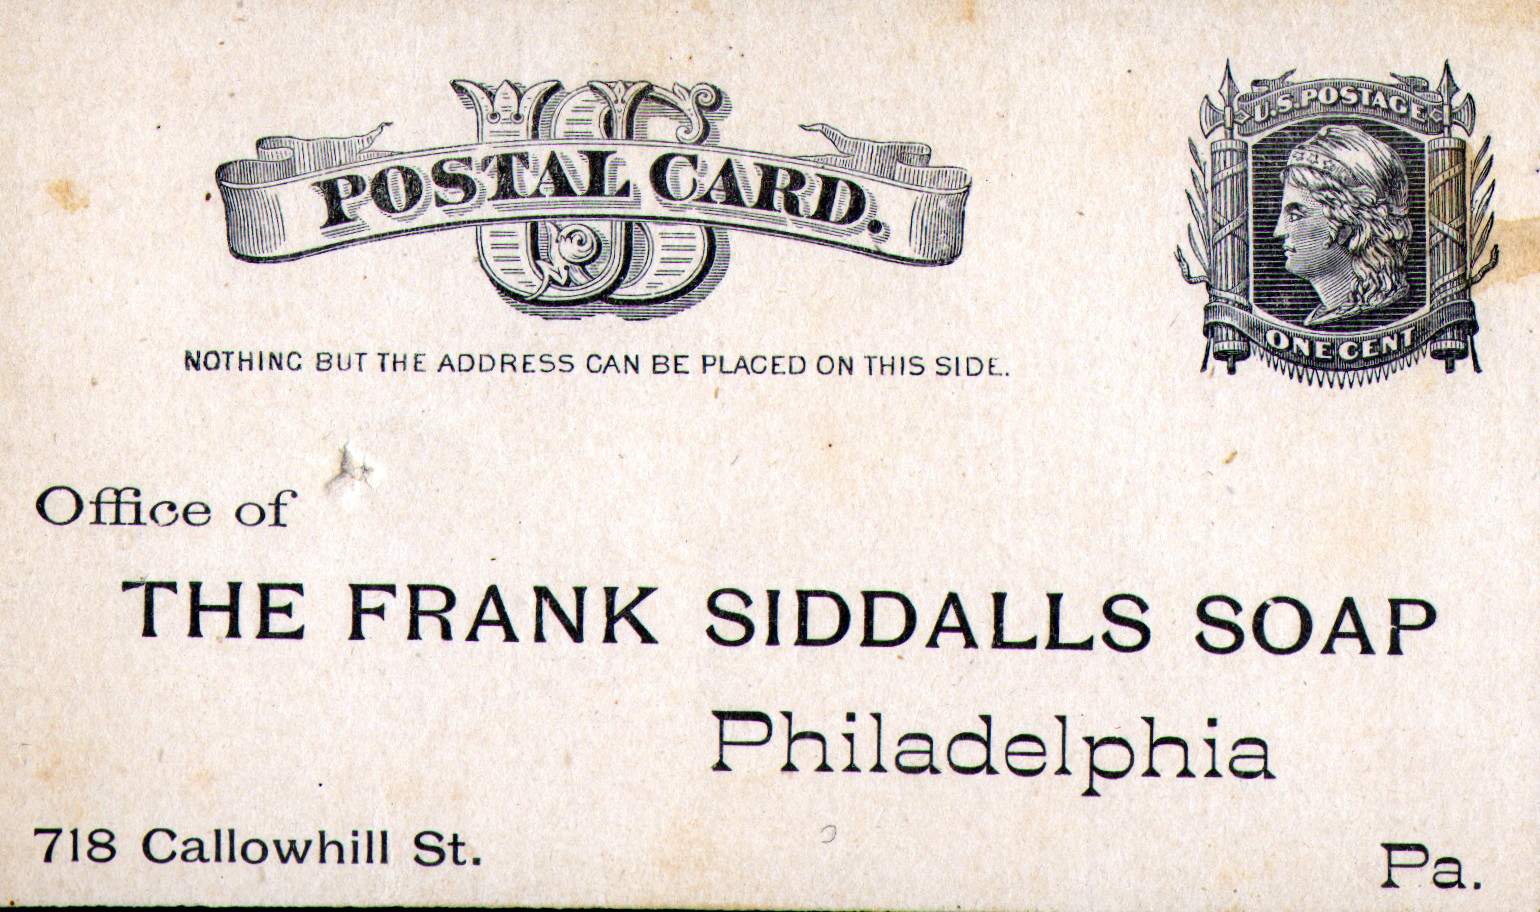 US
POSTAL CARD.
U.S. POSTAGE
ONE CENT
NOTHING BUT THE ADDRESS CAN BE PLACED ON THIS SIDE.
Office of
THE FRANK SIDDALLS SOAP
Philadelphia
718 Callowhill St.
Pa.